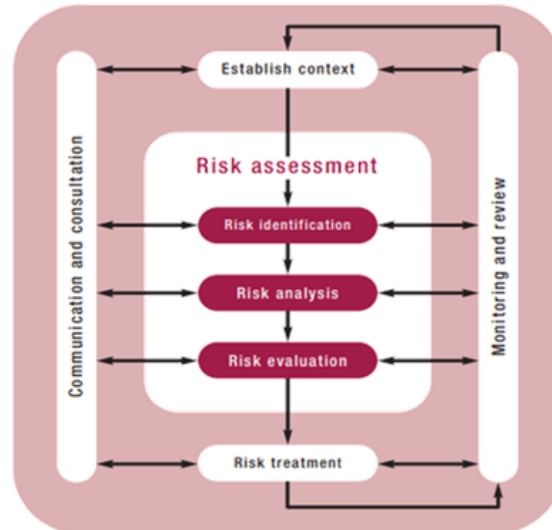 Establish context
Communication and consultation
Risk assessment
Risk identification
Risk analysis
Risk evaluation
Risk treatment
Monitoring and review